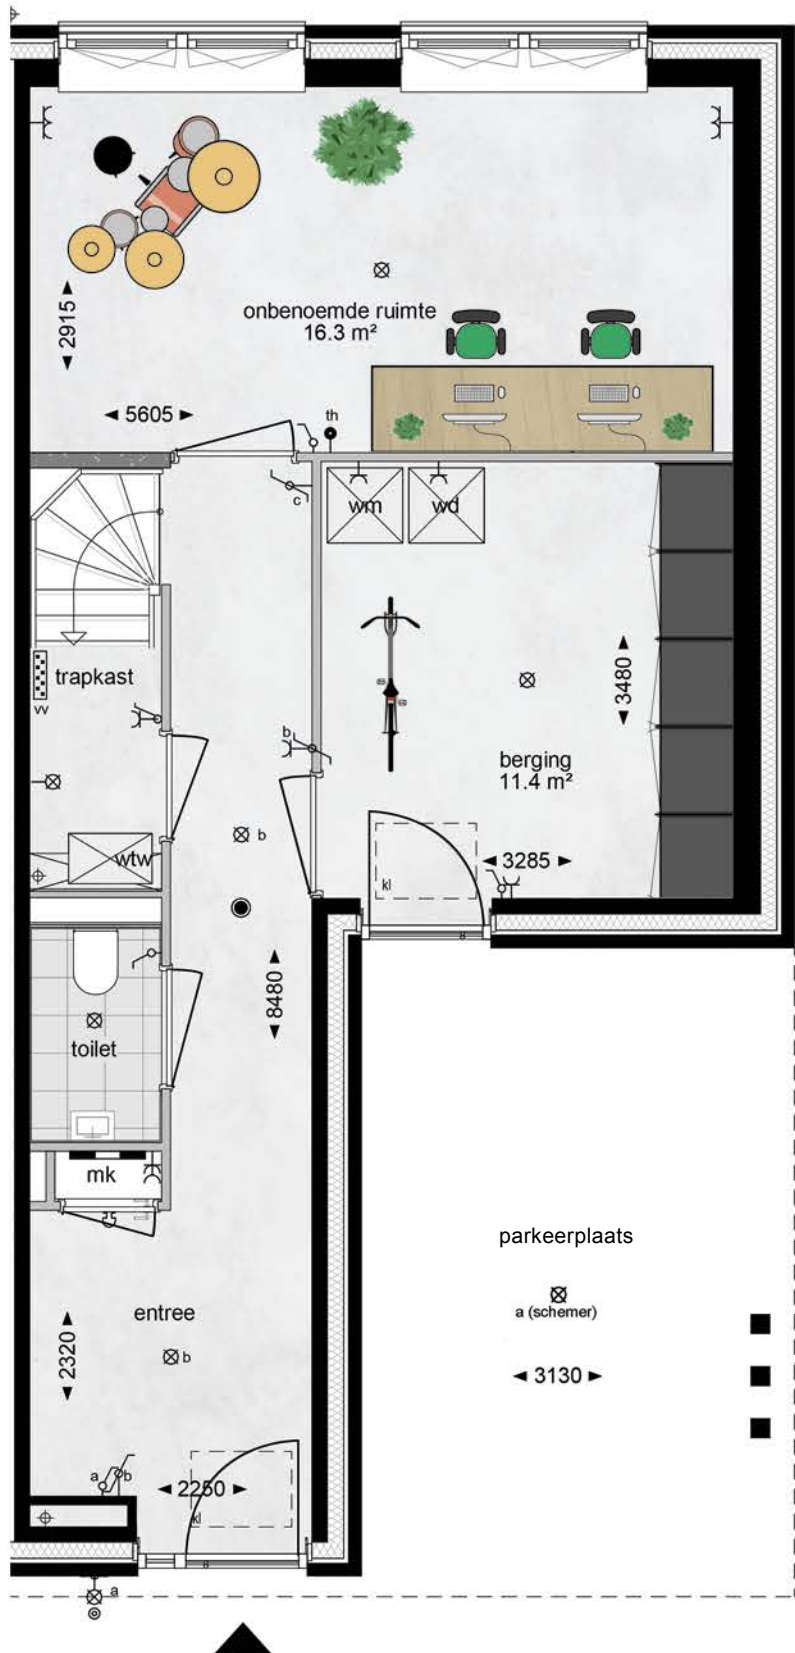 onbenoemde ruimte
16.3 m²
2915
5605
th
c
wm
wd
trapkast
vv
3480
b
berging
11.4 m²
b
wtw
3285
kl
8480
toilet
mk
parkeerplaats
a (schemer)
entree
2320
b
3130
a
b
2250
kl
a